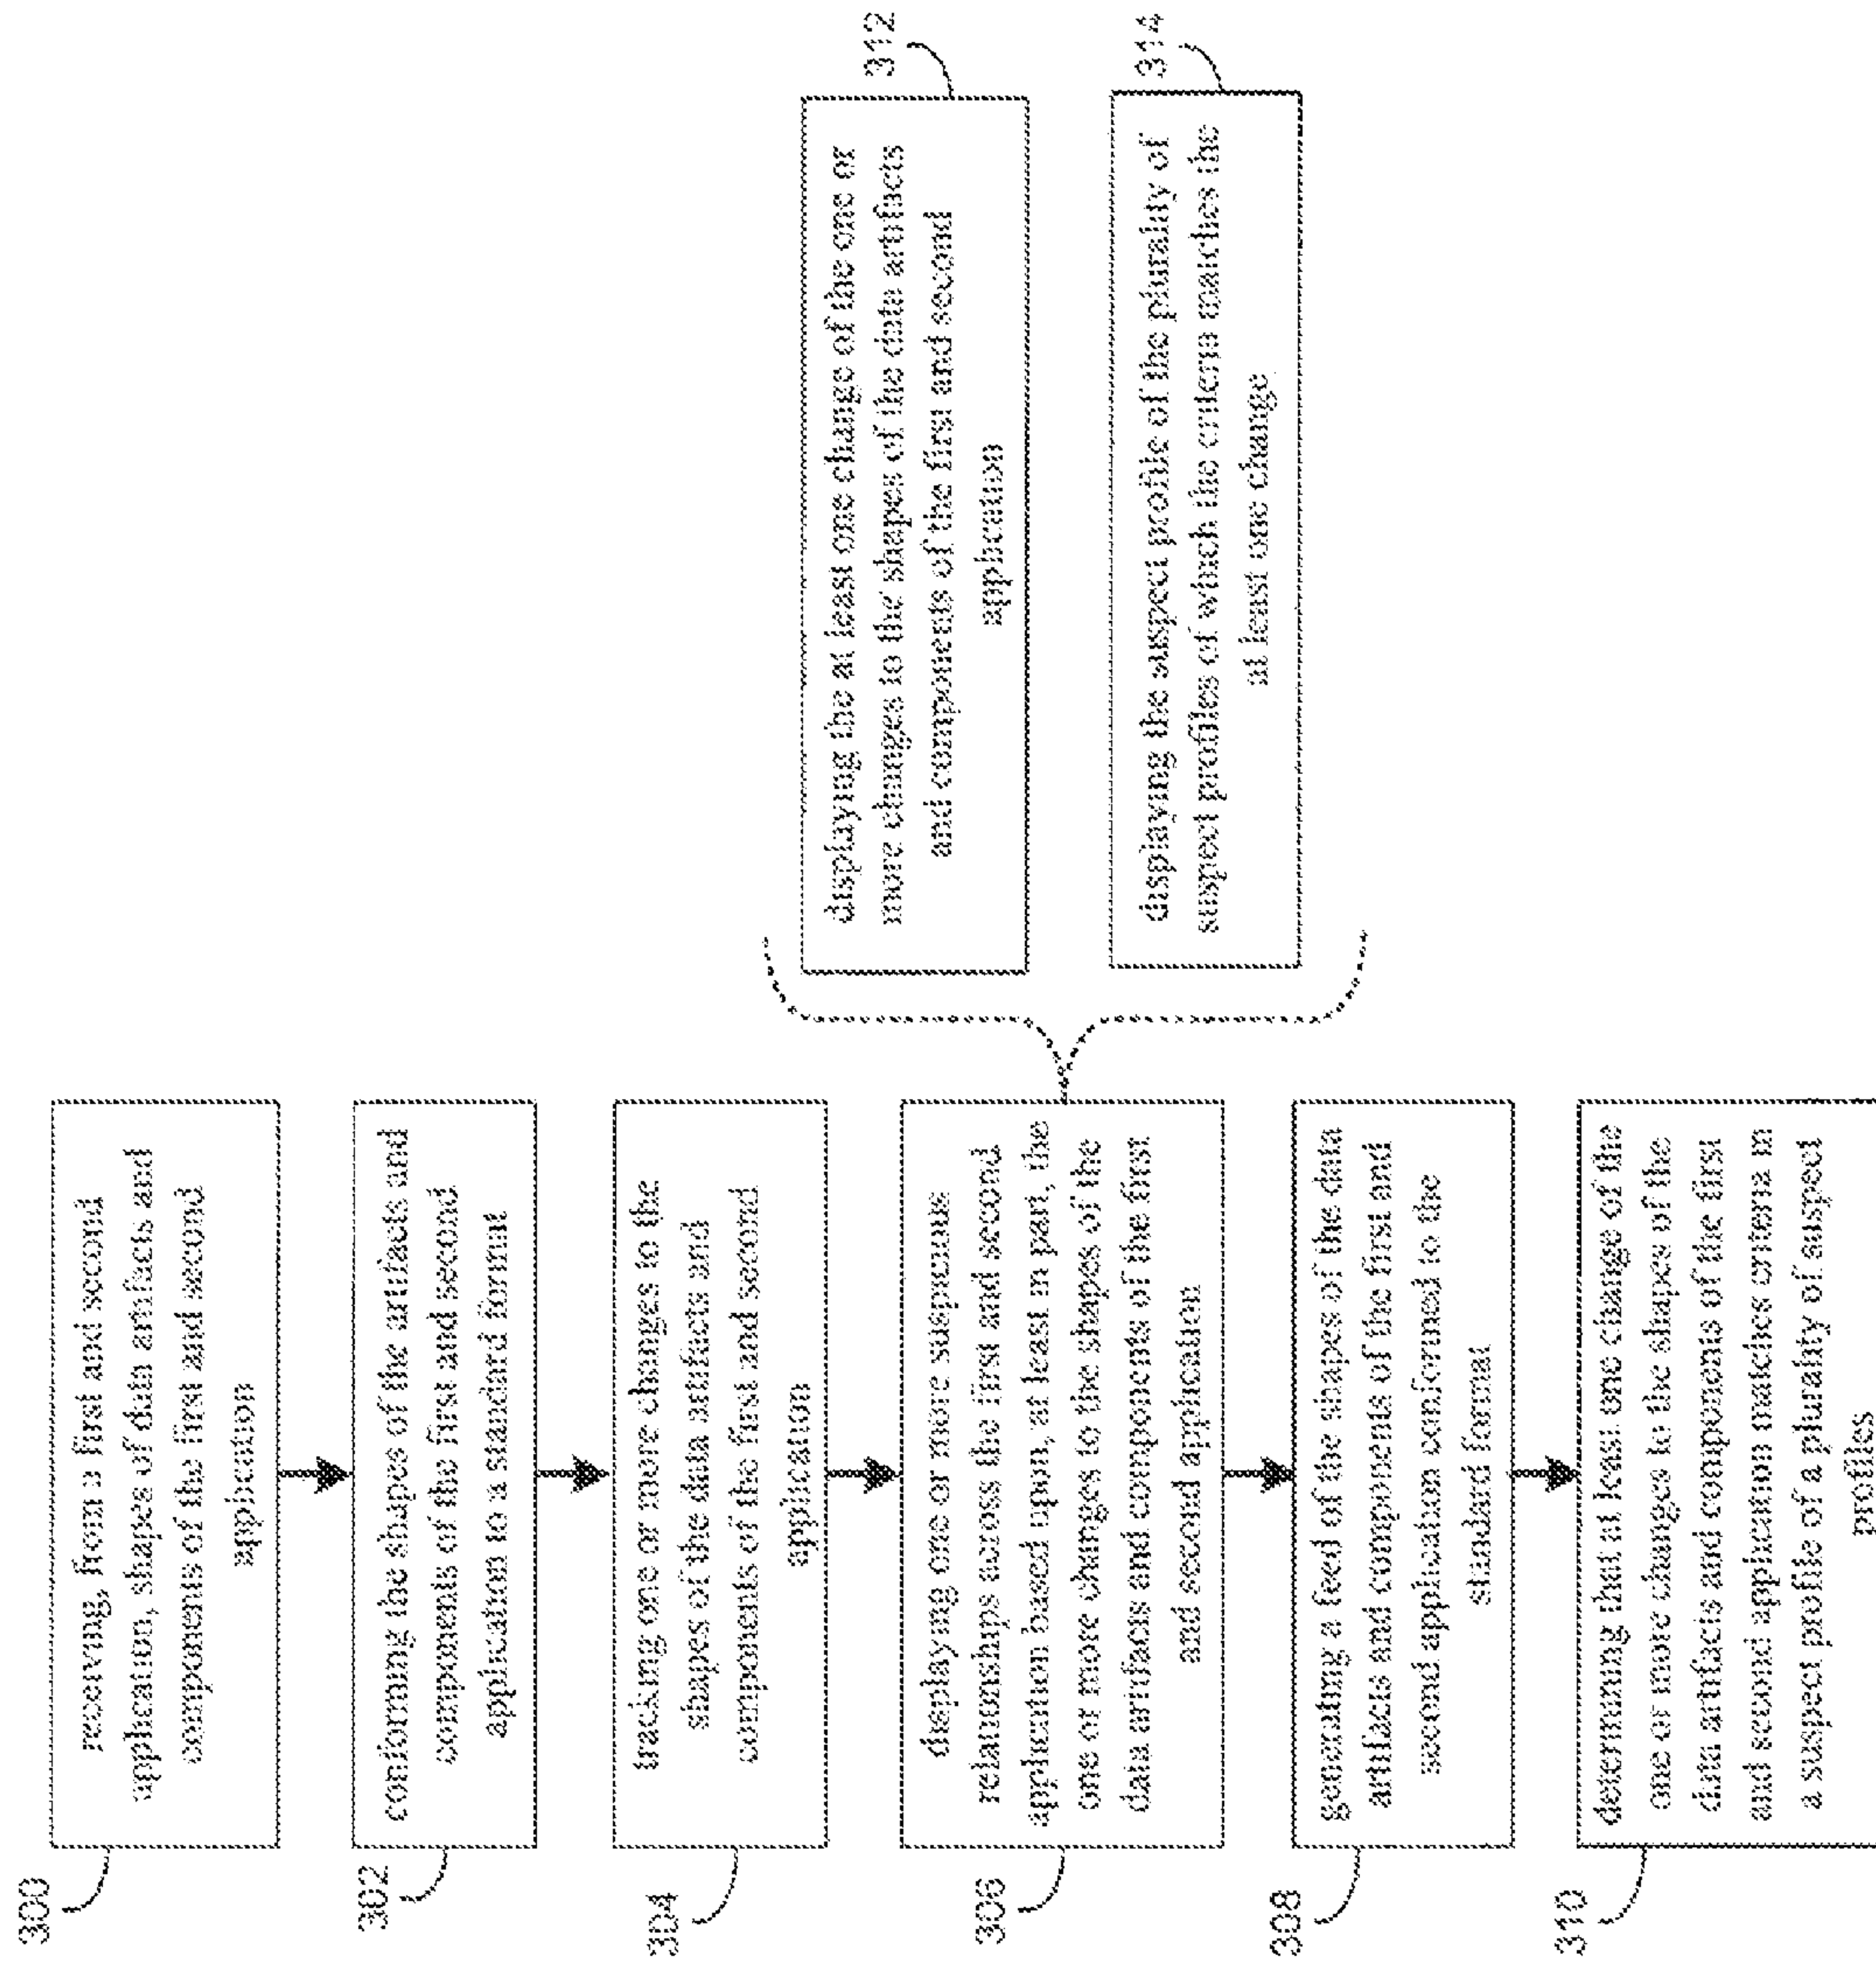 300
receiving, from a first and second
application, shapes of data artifacts and
components of the first and second
application
302
conforming the shapes of the artifacts and
components of the first and second
application to a standard format
304
tracking one or more changes to the
shapes of the data artifacts and
components of the first and second
application
306
displaying one or more suspicous
relationships across the first and second
application based upon, at least in part, the
one or more changes to the shapes of the
data artifacts and components of the first
and second application
308
generating a feed of the shapes of the data
artifacts and components of the first and
second application conformed to the
standard format
310
determining that at least one change of the
one or more changes to the shapes of the
data artifacts and components of the first
and second application matches criteria in
a suspect profile of a plurality of suspect
profiles
312
displaying the at least one change of the one or
more changes to the shapes of the data artifacts
and components of the first and second
application
314
displaying the suspect profile of the plurality of
suspect profiles of which the criteria matches the
at least one change